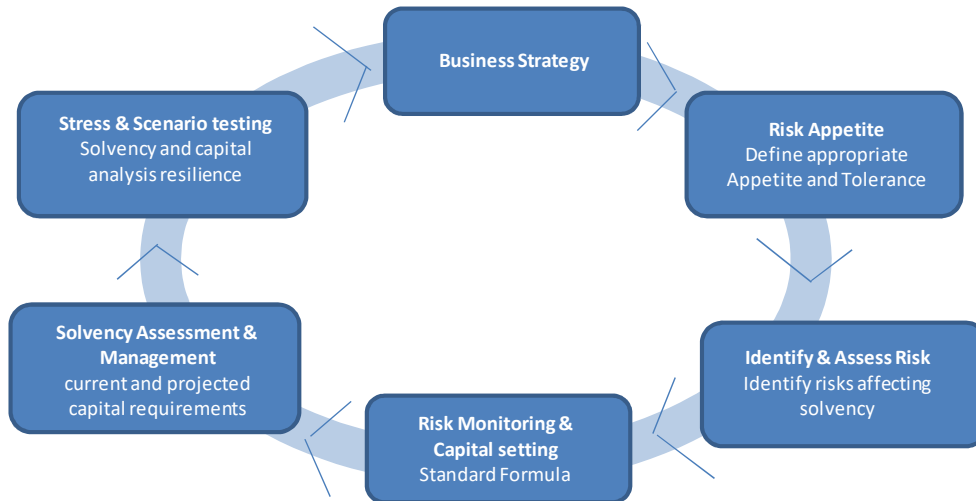 Business Strategy
Risk Appetite
Define appropriate
Appetite and Tolerance
Identify & Assess Risk
Identify risks affecting
solvency
Risk Monitoring &
Capital setting
Standard Formula
Solvency Assessment &
Management
current and projected
capital requirements
Stress & Scenario testing
Solvency and capital
analysis resilience